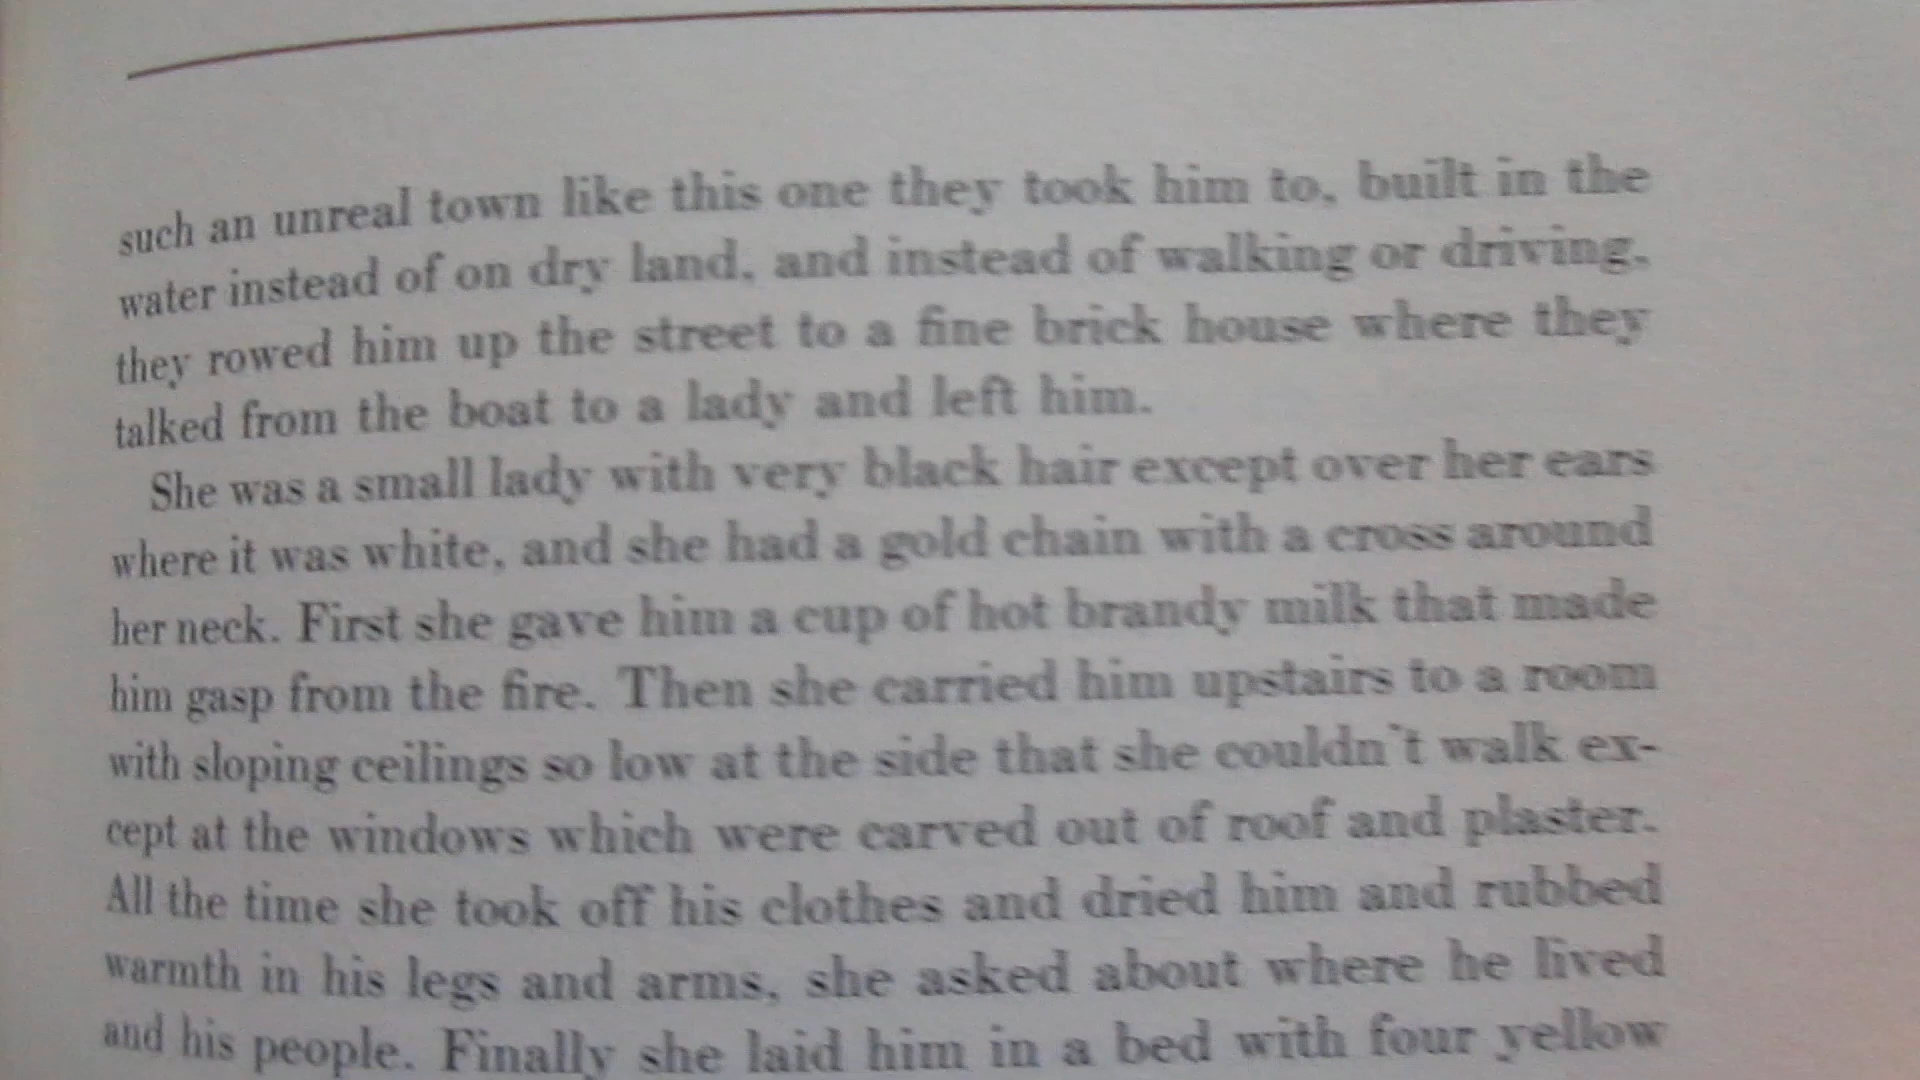 such an unreal town like this one they took him to, built in the
water instead of on dry land, and instead of walking or driving,
they rowed him up the street to a fine brick house where they
talked from the boat to a lady and left him.
She was a small lady with very black hair except over her ears
where it was white, and she had a gold chain with a cross around
her neck. First she gave him a cup of hot brandy milk that made
him gasp from the fire. Then she carried him upstairs to a room
with sloping ceilings so low at the side that she couldn't walk ex-
cept at the windows which were carved out of roof and plaster.
All the time she took off his clothes and dried him and rubbed
warmth in his legs and arms, she asked about where he lived
and his people. Finally she laid him in a bed with four yellow